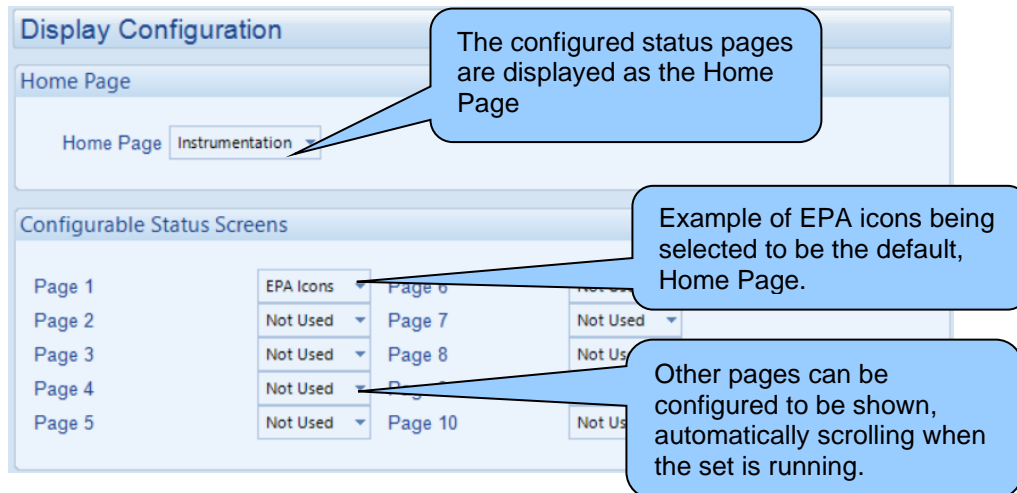 Display Configuration
The configured status pages
are displayed as the Home
Page
Home Page
Home Page Instrumentation
Configurable Status Screens
Example of EPA icons being
selected to be the default,
Home Page.
Page 1 EPA Icons Page 6
Page 2 Not Used Page 7 Not Used
Page 3 Not Used Page 8
Page 4 Not Used
Page 5 Not Used Page 10
Other pages can be
configured to be shown,
automatically scrolling when
the set is running.